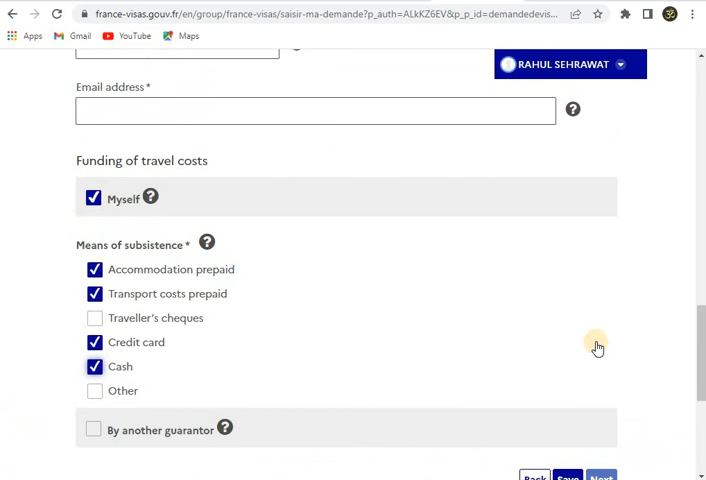 france-visas.gouv.fr/en/group/france-visas/saisir-ma-demande?p_auth=ALkKZ6EV&p_p_id=demandedevis...
Apps Gmail YouTube Maps
RAHUL SEHRAWAT
Email address *
?
Funding of travel costs
Myself ?
Means of subsistence * ?
Accommodation prepaid
Transport costs prepaid
Traveller's cheques
Credit card
Cash
Other
By another guarantor ?
Back Save Next